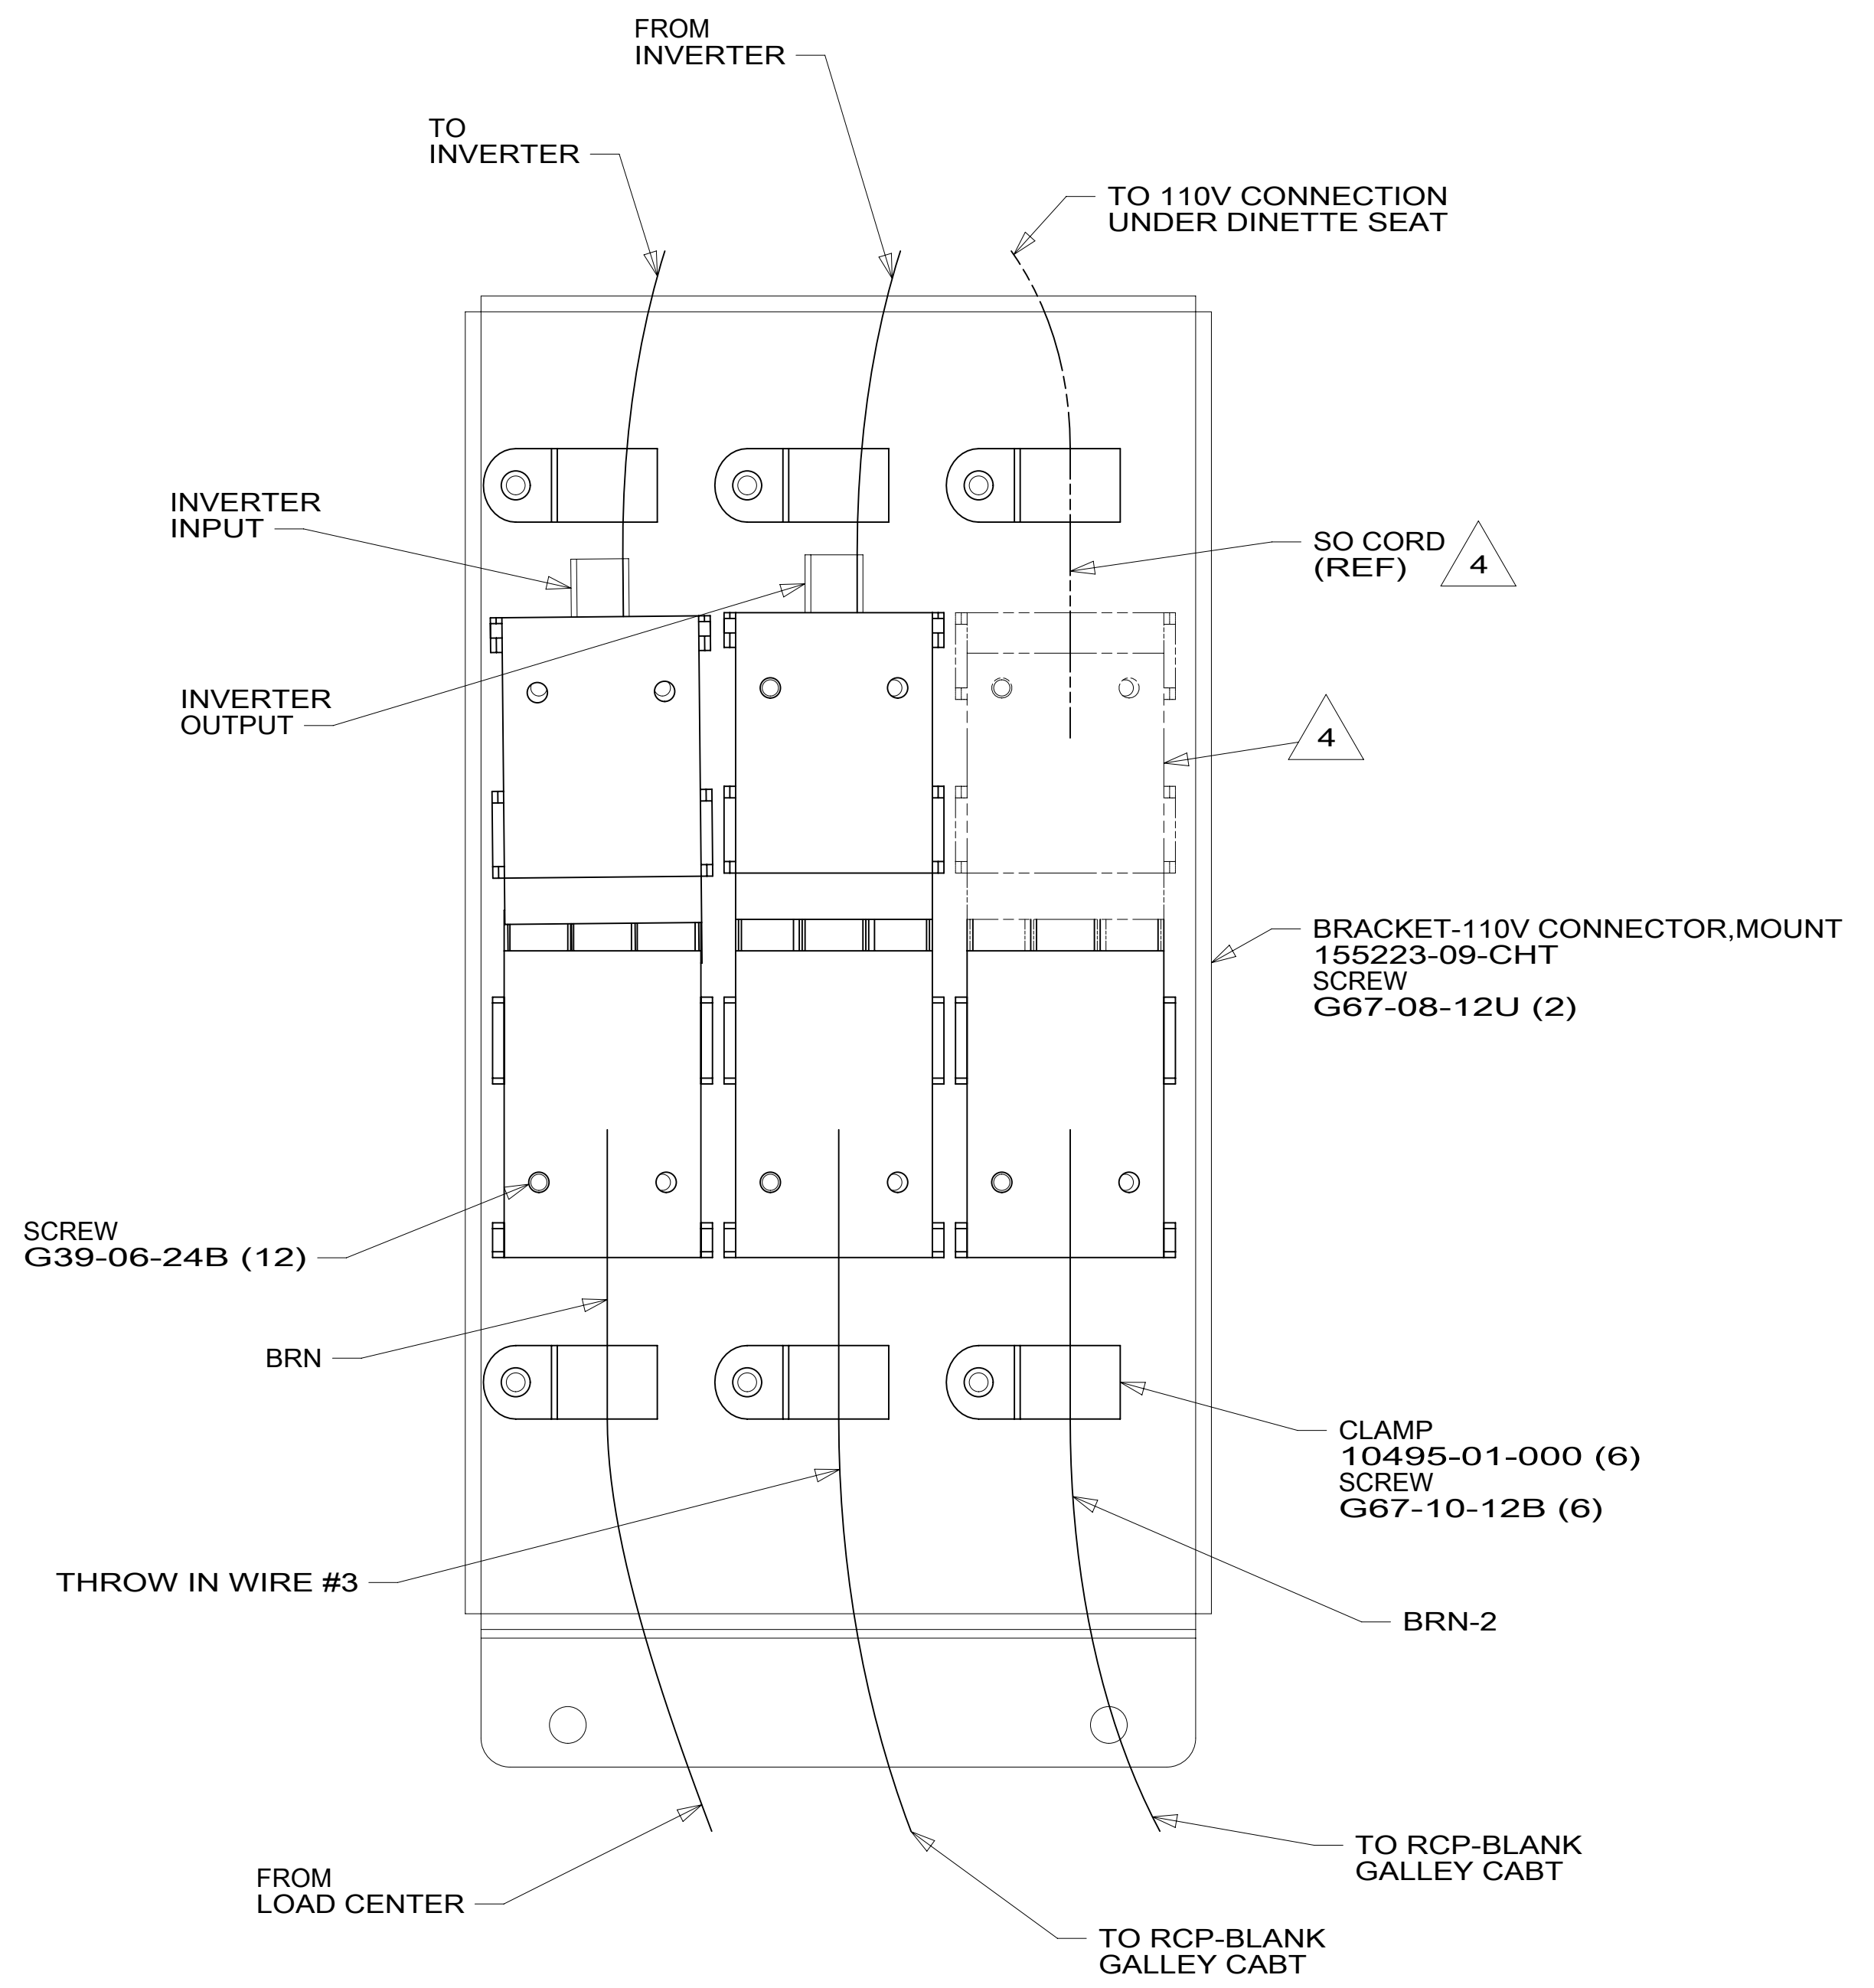 FROM
INVERTER
TO
INVERTER
TO 110V CONNECTION
UNDER DINETTE SEAT
INVERTER
INPUT
SO CORD
(REF)
4
INVERTER
OUTPUT
4
BRACKET-110V CONNECTOR,MOUNT
155223-09-CHT
SCREW
G67-08-12U (2)
SCREW
G39-06-24B (12)
BRN
CLAMP
10495-01-000 (6)
SCREW
G67-10-12B (6)
THROW IN WIRE #3
BRN-2
TO RCP-BLANK
GALLEY CABT
FROM
LOAD CENTER
TO RCP-BLANK
GALLEY CABT